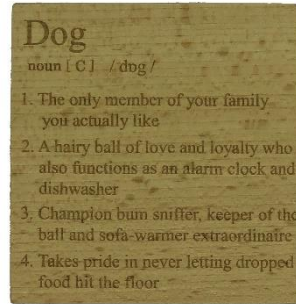 Dog
noun [ C ] / dɒg /
1. The only member of your family
you actually like
2. A hairy ball of love and loyalty who
also functions as an alarm clock and
dishwasher
3. Champion bum sniffer, keeper of the
ball and sofa-warmer extraordinaire
4. Takes pride in never letting dropped
food hit the floor